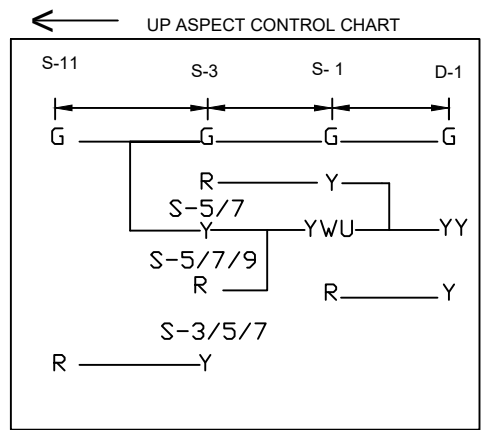 UP ASPECT CONTROL CHART
S-11 S-3 S- 1 D-1
G G G G
R Y
S-5/7
Y YWU YY
S-5/7/9
R R Y
S-3/5/7
R Y